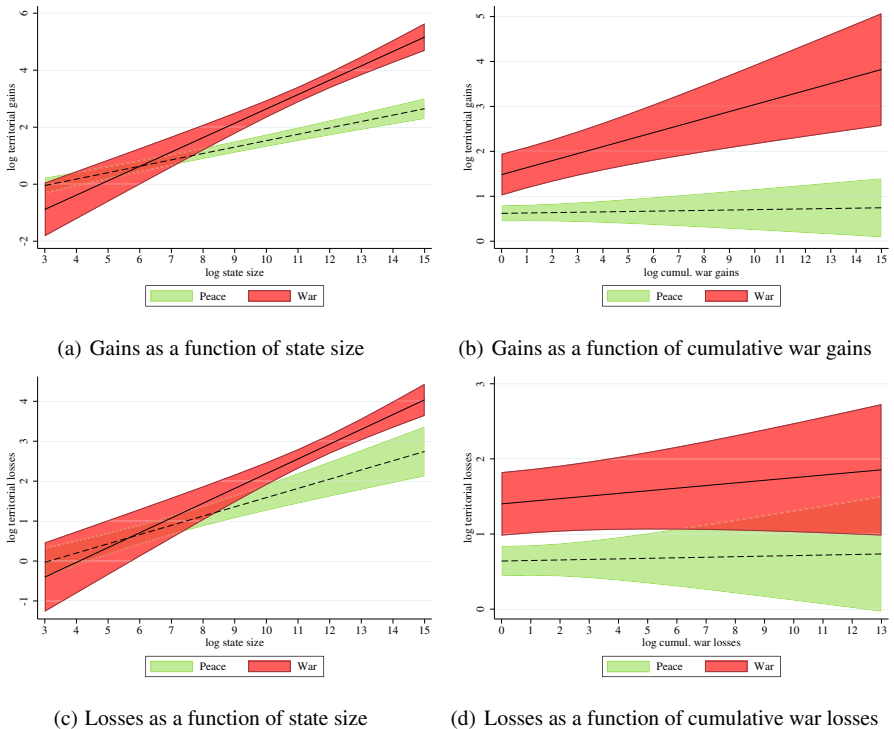 log territorial gains
6
4
2
0
-2
3 4 5 6 7 8 9 10 11 12 13 14 15
log state size
Peace War
(a) Gains as a function of state size
log territorial gains
5
4
3
2
1
0
0 1 2 3 4 5 6 7 8 9 10 11 12 13 14 15
log cumul. war gains
Peace War
(b) Gains as a function of cumulative war gains
log territorial losses
4
3
2
1
0
-1
3 4 5 6 7 8 9 10 11 12 13 14 15
log state size
Peace War
(c) Losses as a function of state size
log territorial losses
3
2
1
0
0 1 2 3 4 5 6 7 8 9 10 11 12 13
log cumul. war losses
Peace War
(d) Losses as a function of cumulative war losses